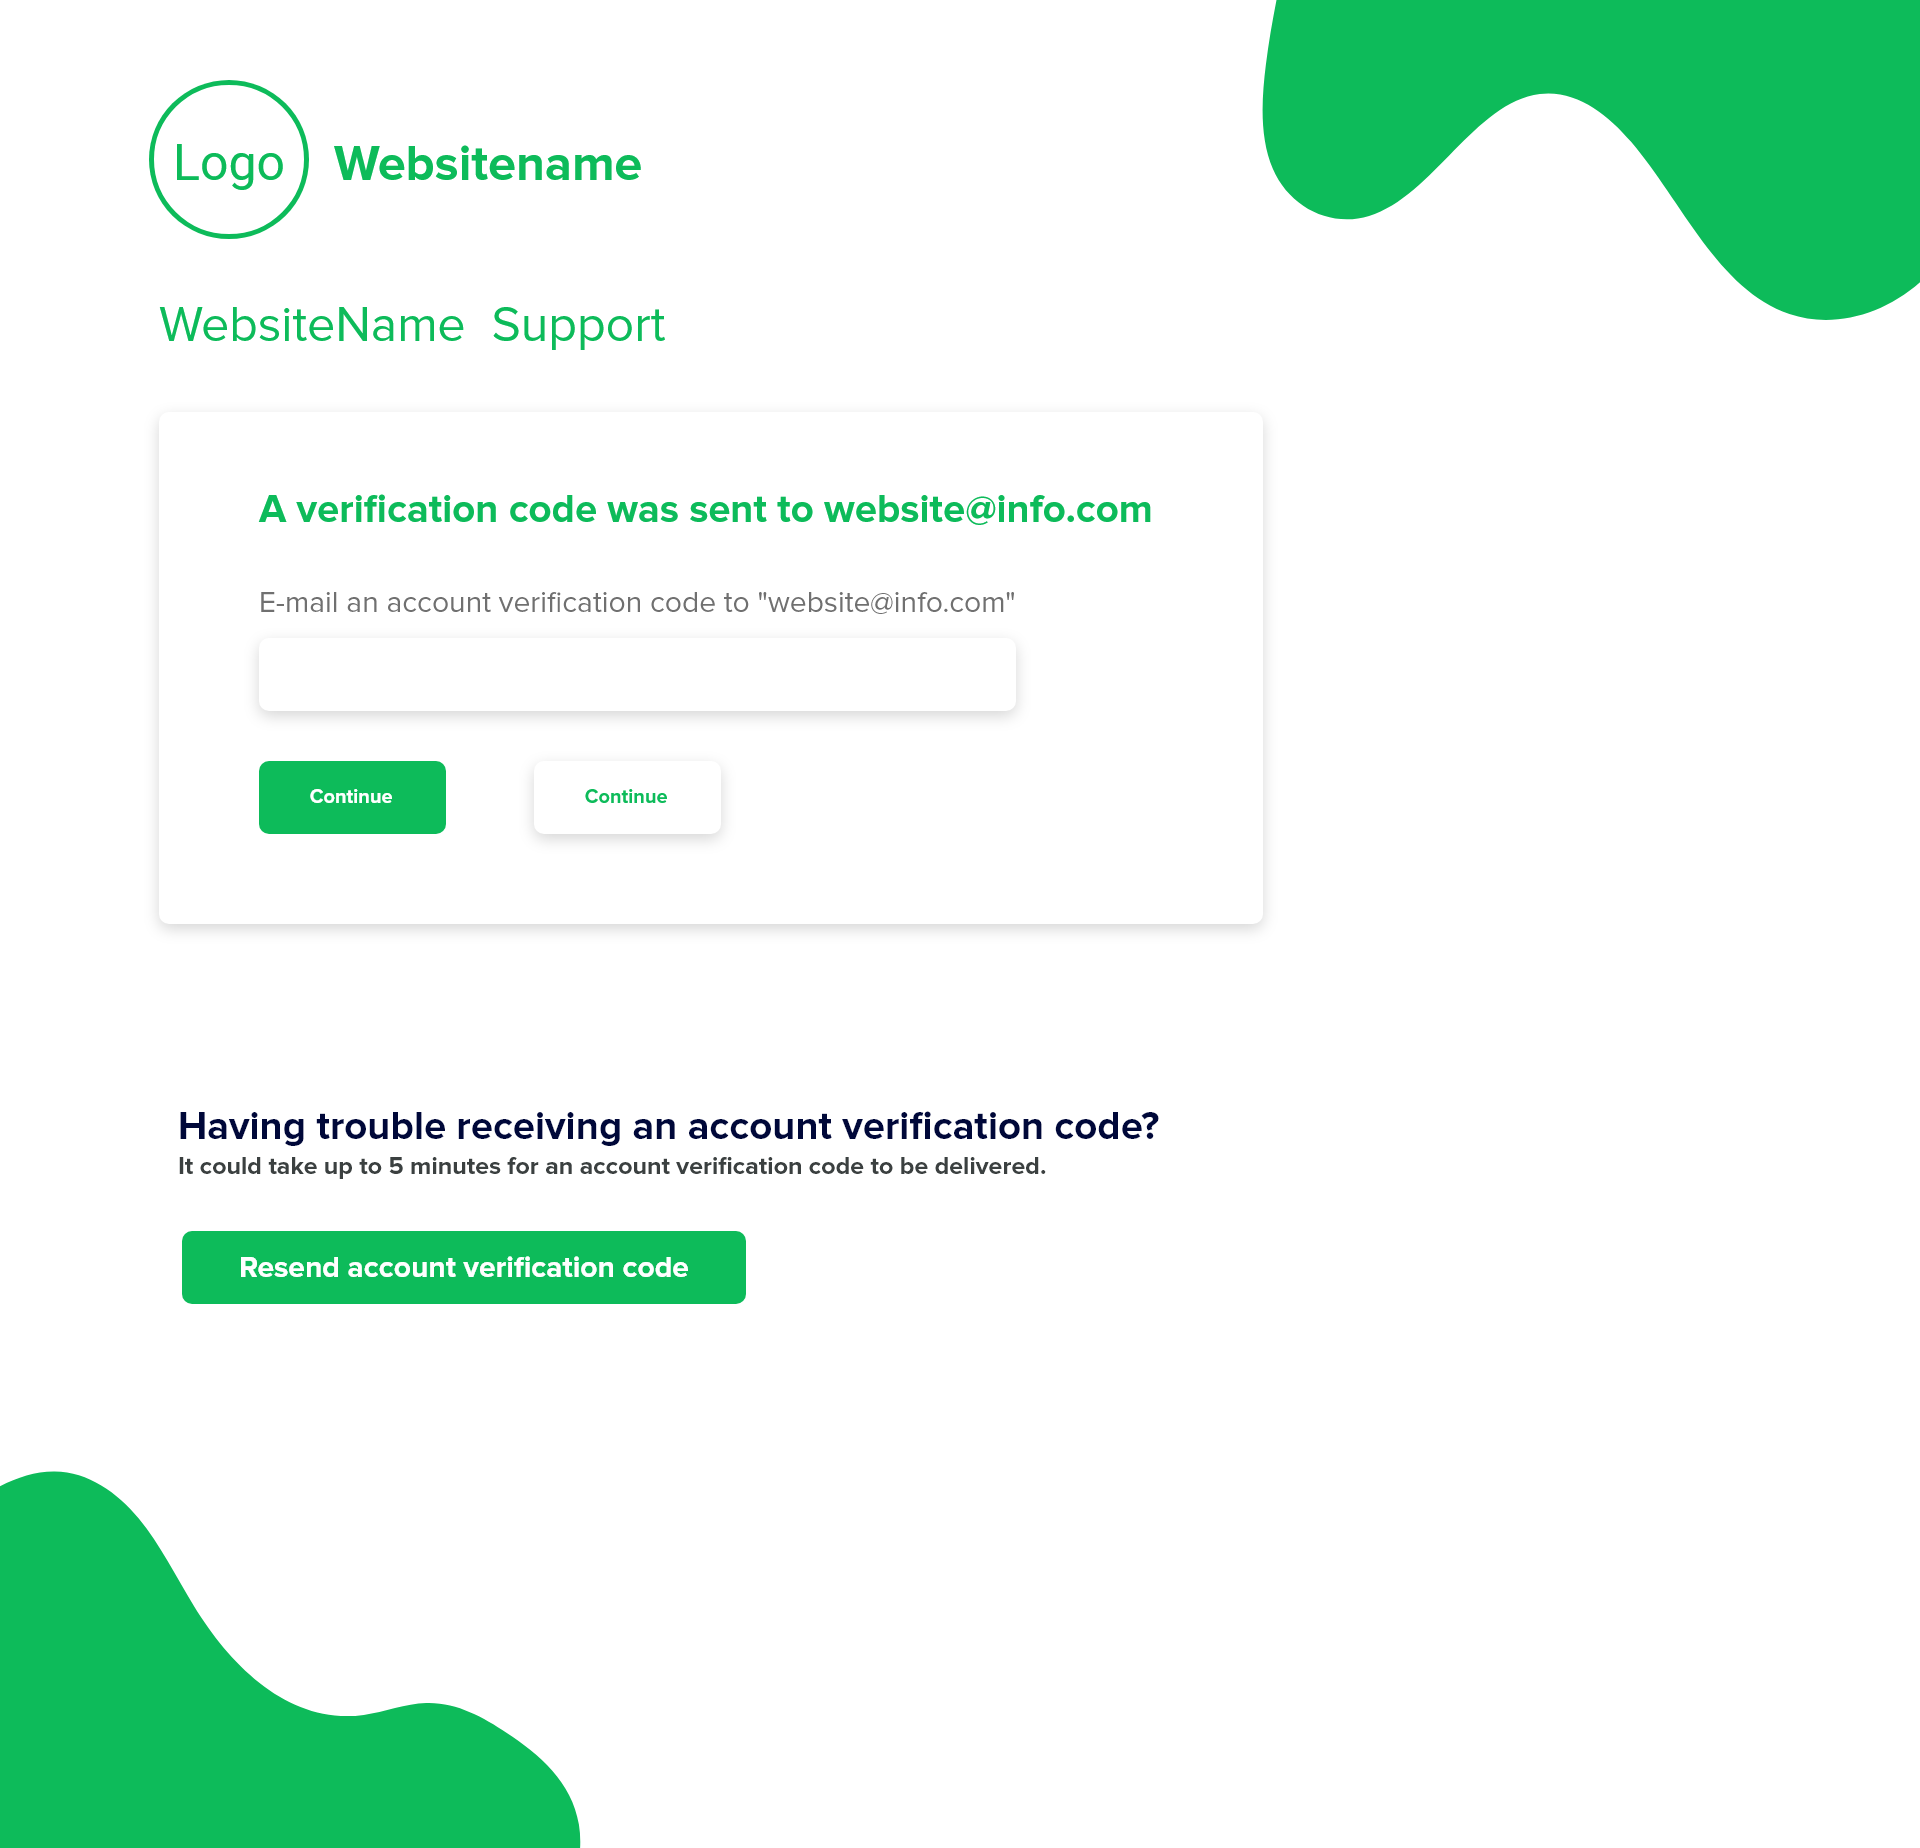 Logo
Websitename
WebsiteName Support
A verification code was sent to website@info.com
E-mail an account verification code to "website@info.com"
Continue
Continue
Having trouble receiving an account verification code?
It could take up to 5 minutes for an account verification code to be delivered.
Resend account verification code